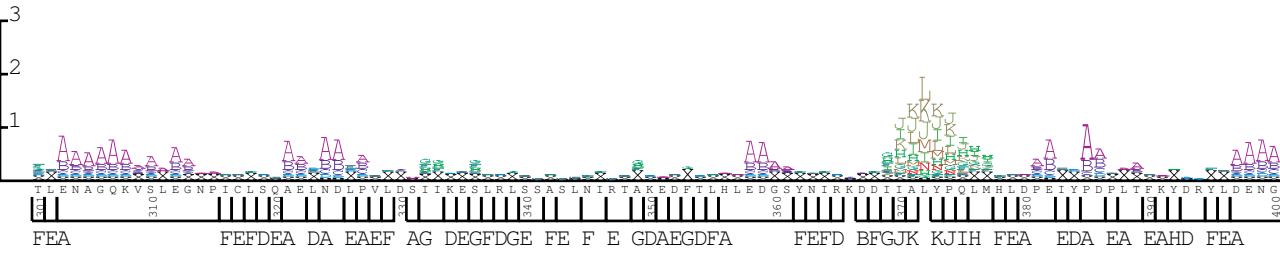 3
2
1
TLENAGQKVSLEGNPICLSQAELNDLPVLDSIIKESLRLSSASLNIRTAKEDFTLHLEDGSYNIRKDDIIALYPQLMHLDPEIYPDPLTFKYDRYLDENG
301 310 320 330 340 350 360 370 380 390 400
FEA FEFDEA DA EAEF AG DEGFDGE FE F E GDAEGDFA FEFD BFGJK KJIH FEA EDA EA EAHD FEA